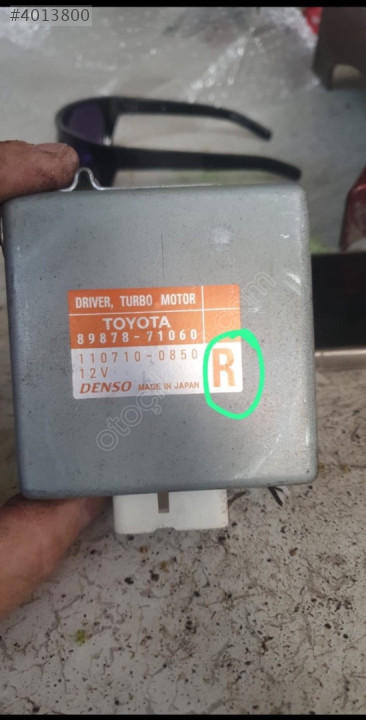 #4013800
DRIVER, TURBO MOTOR
TOYOTA
89878-71060
110710-0850
12V
R
DENSO MADE IN JAPAN